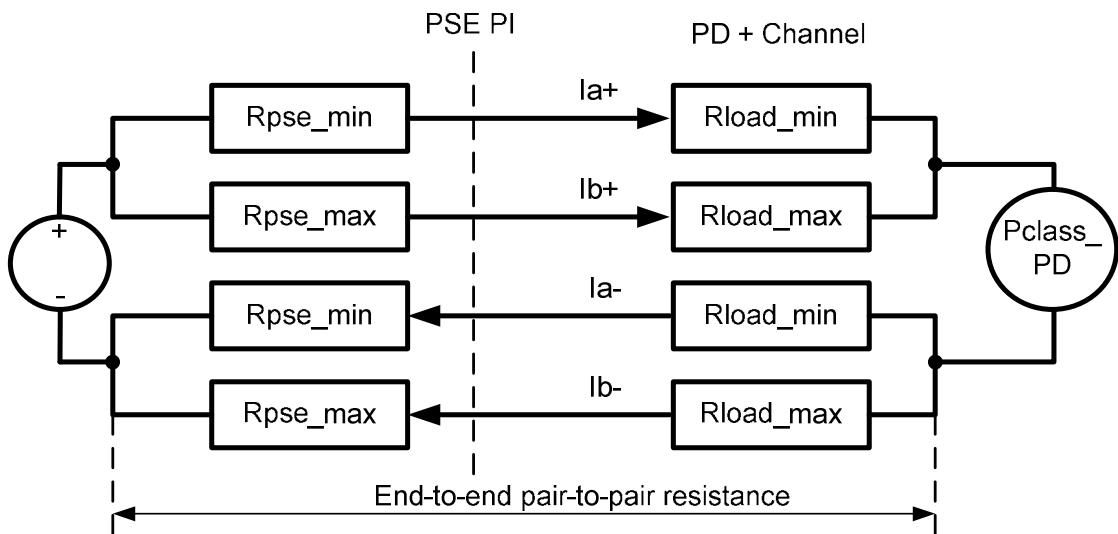 PSE PI
PD + Channel
Rpse_min
Ia+
Rload_min
Rpse_max
Ib+
Rload_max
+
-
Pclass_
PD
Rpse_min
Ia-
Rload_min
Rpse_max
Ib-
Rload_max
End-to-end pair-to-pair resistance